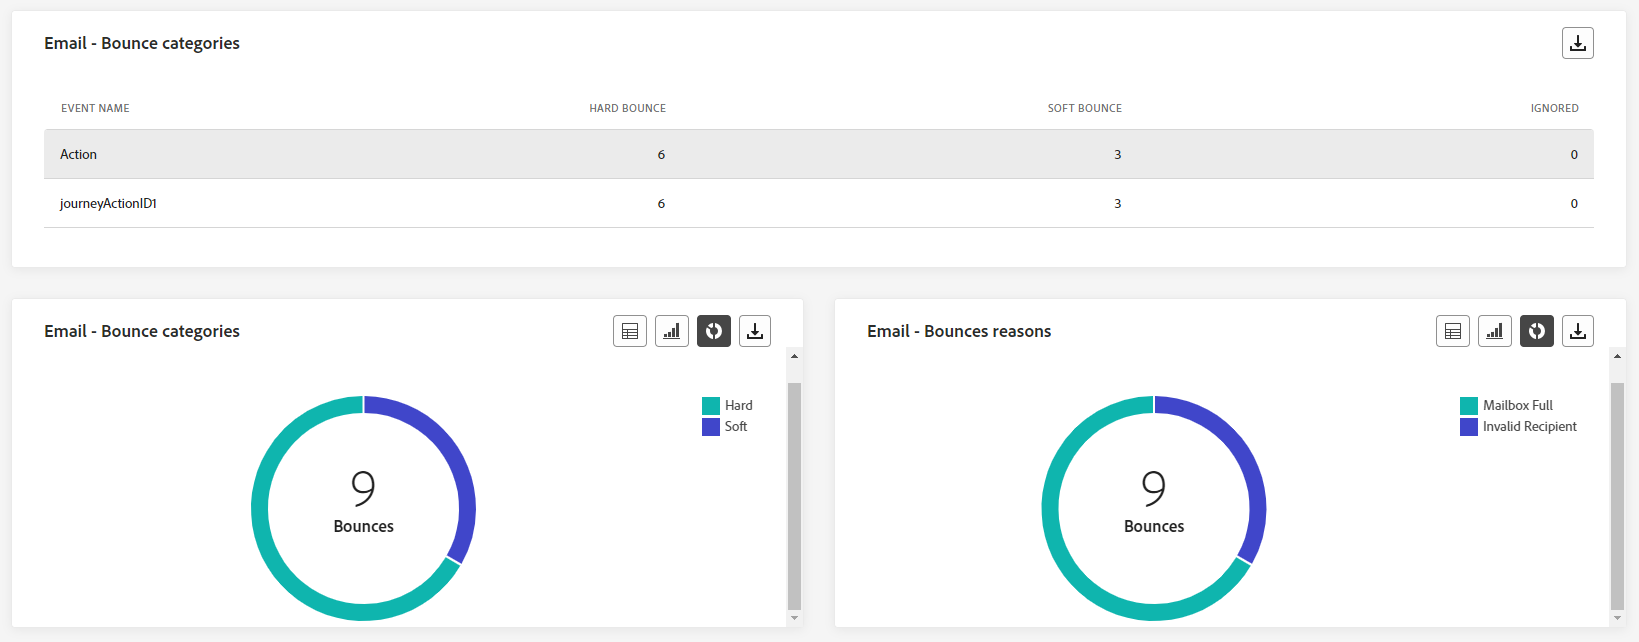 Email - Bounce categories
EVENT NAME HARD BOUNCE SOFT BOUNCE IGNORED
Action 6 3 0
journeyActionID1 6 3 0
Email - Bounce categories
Hard
Soft
9
Bounces
Email - Bounces reasons
Mailbox Full
Invalid Recipient
9
Bounces